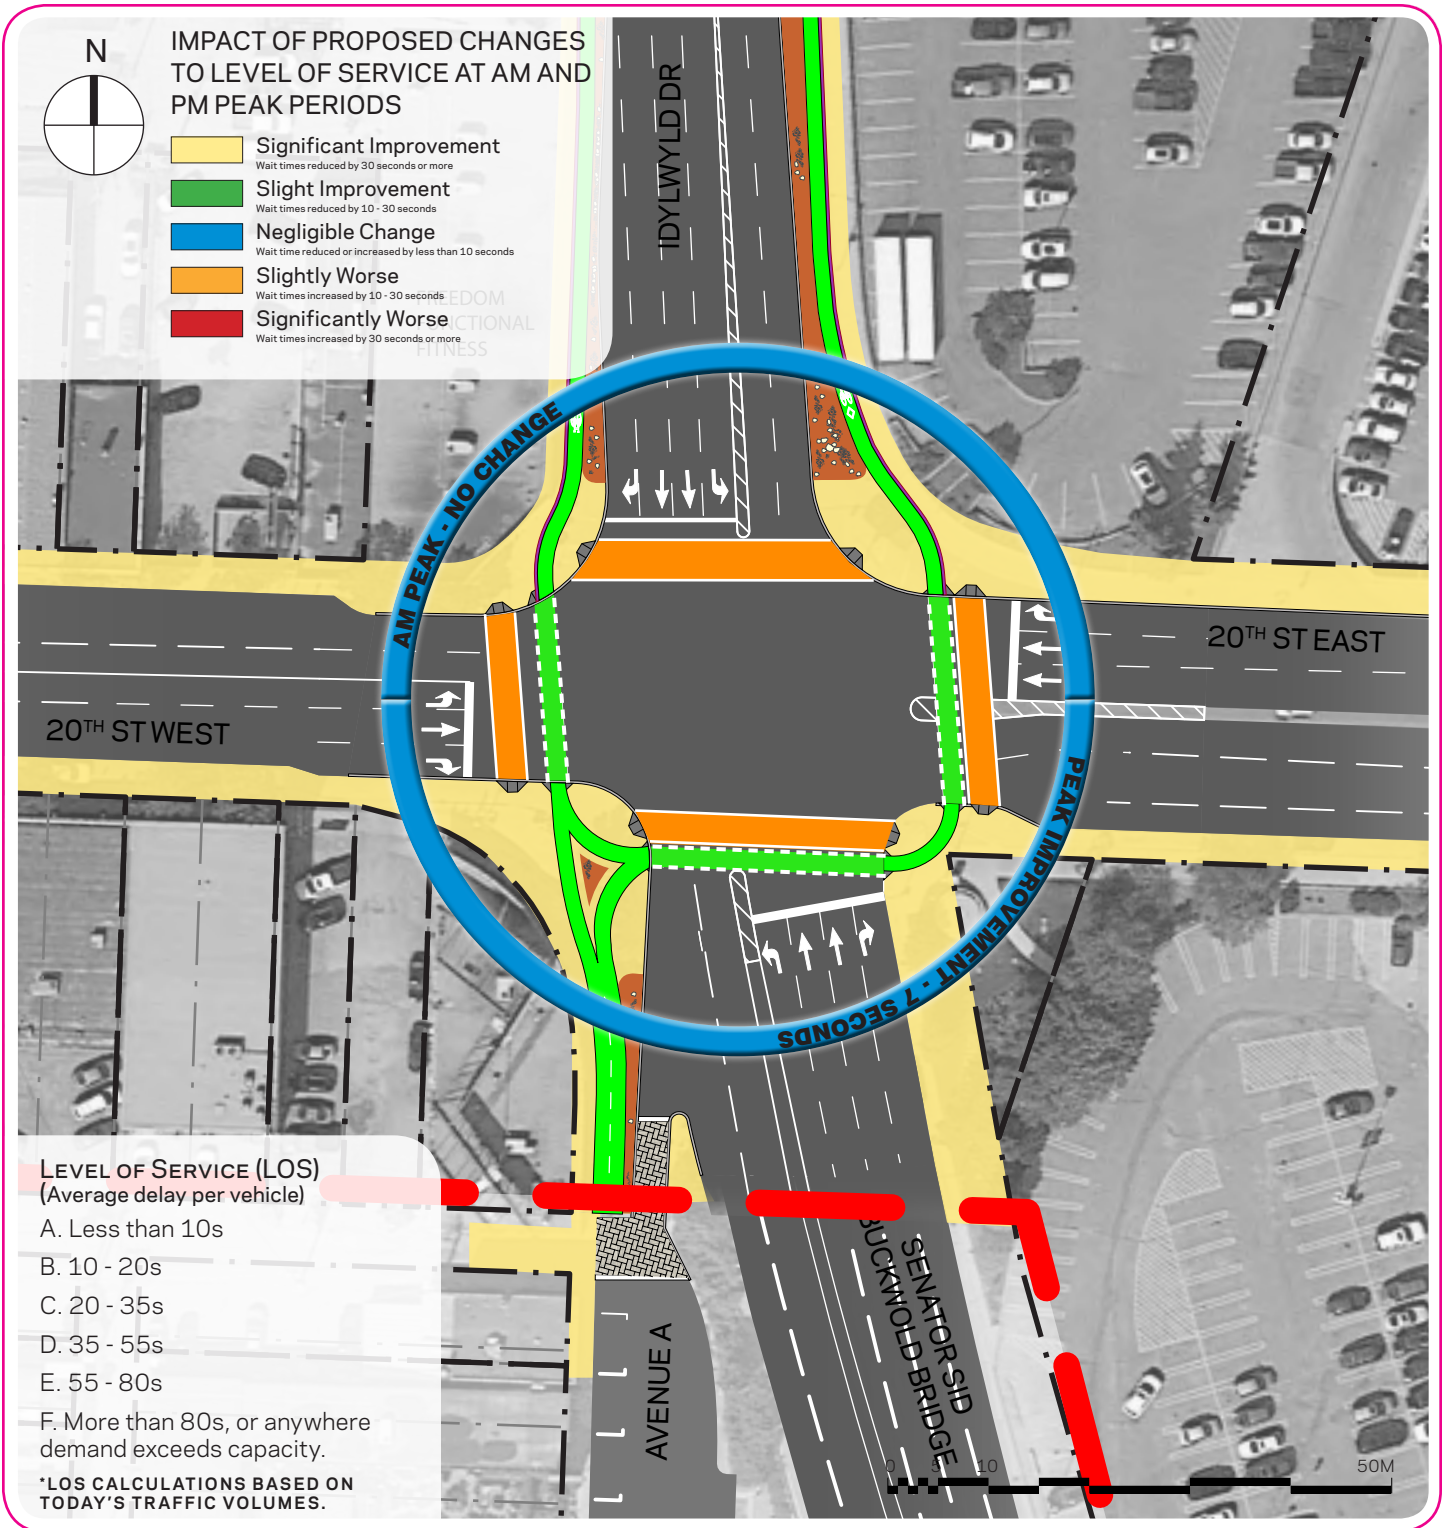 N
IMPACT OF PROPOSED CHANGES
TO LEVEL OF SERVICE AT AM AND
PM PEAK PERIODS
Significant Improvement
Wait times reduced by 30 seconds or more
Slight Improvement
Wait times reduced by 10 - 30 seconds
Negligible Change
Wait time reduced or increased by less than 10 seconds
Slightly Worse
Wait times increased by 10 - 30 seconds
Significantly Worse
Wait times increased by 30 seconds or more
FREEDOM
FUNCTIONAL
FITNESS
IDYLWYLD DR
AM PEAK - NO CHANGE
20TH ST EAST
20TH ST WEST
PEAK IMPROVEMENT - 7 SECONDS
LEVEL OF SERVICE (LOS)
(Average delay per vehicle)
A. Less than 10s
B. 10 - 20s
C. 20 - 35s
D. 35 - 55s
E. 55 - 80s
F. More than 80s, or anywhere
demand exceeds capacity.
*LOS CALCULATIONS BASED ON
TODAY'S TRAFFIC VOLUMES.
AVENUE A
SENATOR SID
BUCKWOLD BRIDGE
0 5 10 50M